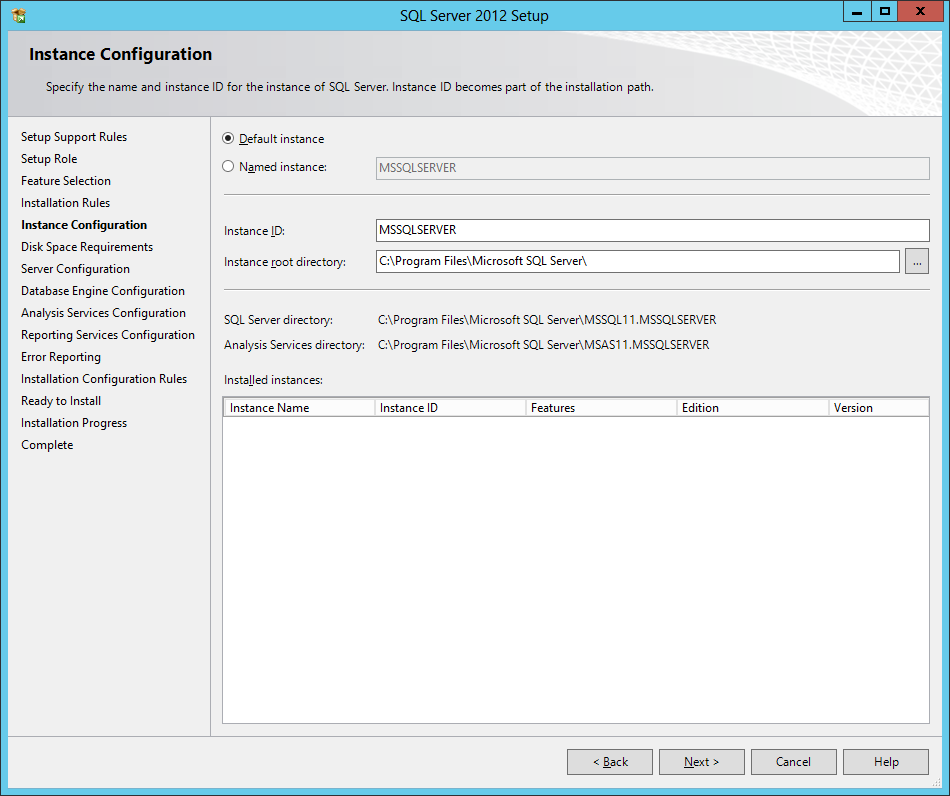 SQL Server 2012 Setup
Instance Configuration
Specify the name and instance ID for the instance of SQL Server. Instance ID becomes part of the installation path.
Setup Support Rules
Setup Role
Feature Selection
Installation Rules
Instance Configuration
Disk Space Requirements
Server Configuration
Database Engine Configuration
Analysis Services Configuration
Reporting Services Configuration
Error Reporting
Installation Configuration Rules
Ready to Install
Installation Progress
Complete
Default instance
Named instance: MSSQLSERVER
Instance ID: MSSQLSERVER
Instance root directory: C:\Program Files\Microsoft SQL Server\ ...
SQL Server directory: C:\Program Files\Microsoft SQL Server\MSSQL11.MSSQLSERVER
Analysis Services directory: C:\Program Files\Microsoft SQL Server\MSAS11.MSSQLSERVER
Installed instances:
Instance Name Instance ID Features Edition Version
< Back Next > Cancel Help